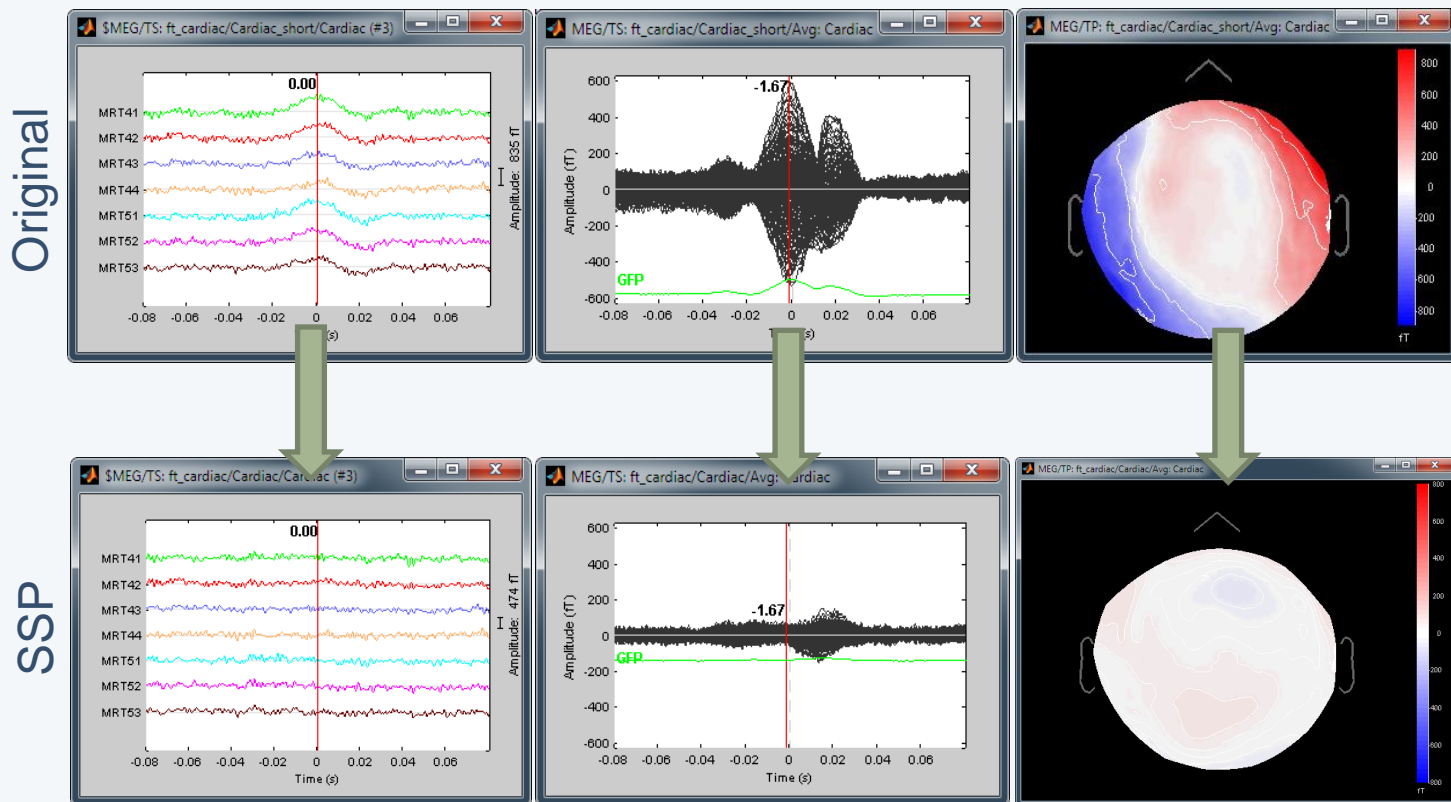 Original
$MEG/TS: ft_cardiac/Cardiac_short/Cardiac (#3)
0.00
MRT41
MRT42
MRT43
MRT44
MRT51
MRT52
MRT53
Amplitude: 835 fT
-0.08 -0.06 -0.04 -0.02 0 0.02 0.04 0.06
(s)
MEG/TS: ft_cardiac/Cardiac_short/Avg: Cardiac
-1.67
Amplitude (fT)
600
400
200
0
-200
-400
-600
GFP
-0.08 -0.06 -0.04 -0.02 0 0.02 0.04 0.06
MEG/TP: ft_cardiac/Cardiac_short/Avg: Cardiac
800
600
400
200
0
-200
-400
-600
-800
fT
SSP
$MEG/TS: ft_cardiac/Cardiac/Cardiac (#3)
0.00
MRT41
MRT42
MRT43
MRT44
MRT51
MRT52
MRT53
Amplitude: 474 fT
-0.08 -0.06 -0.04 -0.02 0 0.02 0.04 0.06
Time (s)
MEG/TS: ft_cardiac/Cardiac/Avg: Cardiac
-1.67
Amplitude (fT)
600
400
200
0
-200
-400
-600
GFP
-0.08 -0.06 -0.04 -0.02 0 0.02 0.04 0.06
Time (s)
MEG/TP: ft_cardiac/Cardiac/Avg: Cardiac
800
600
400
200
0
-200
-400
-600
-800
fT